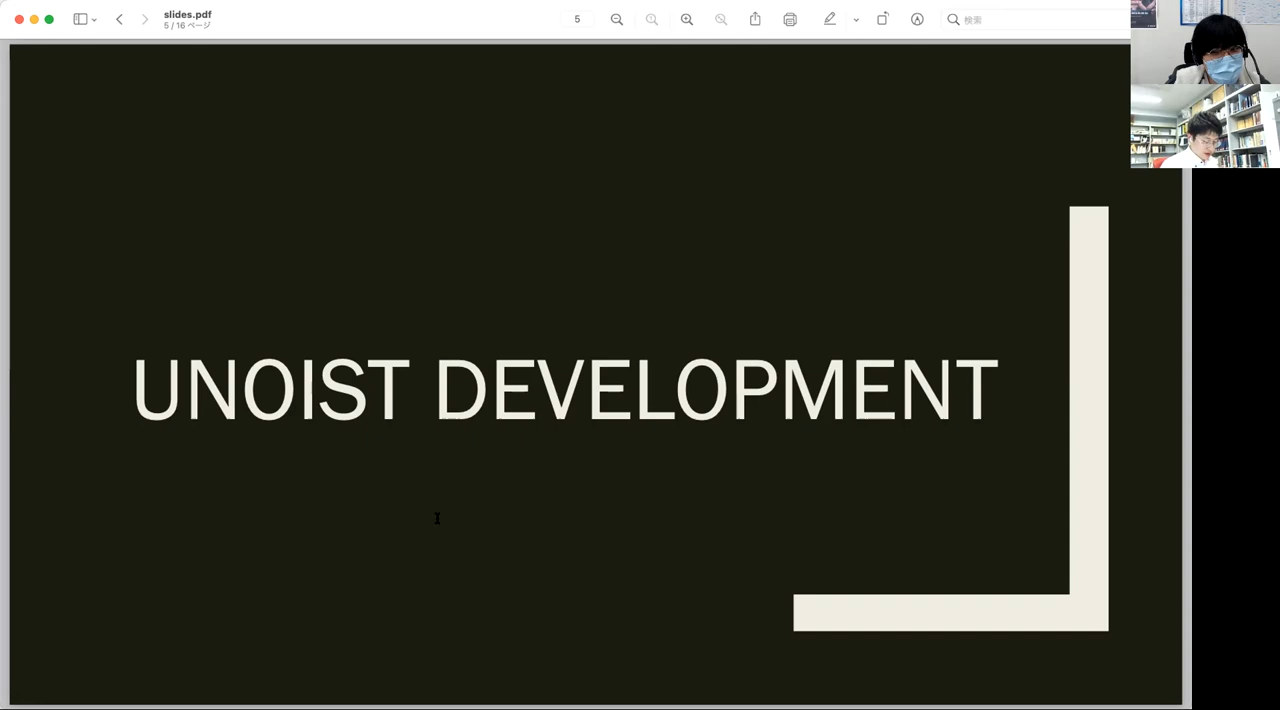 slides.pdf
5 / 16 ページ
5
検索
UNOIST DEVELOPMENT